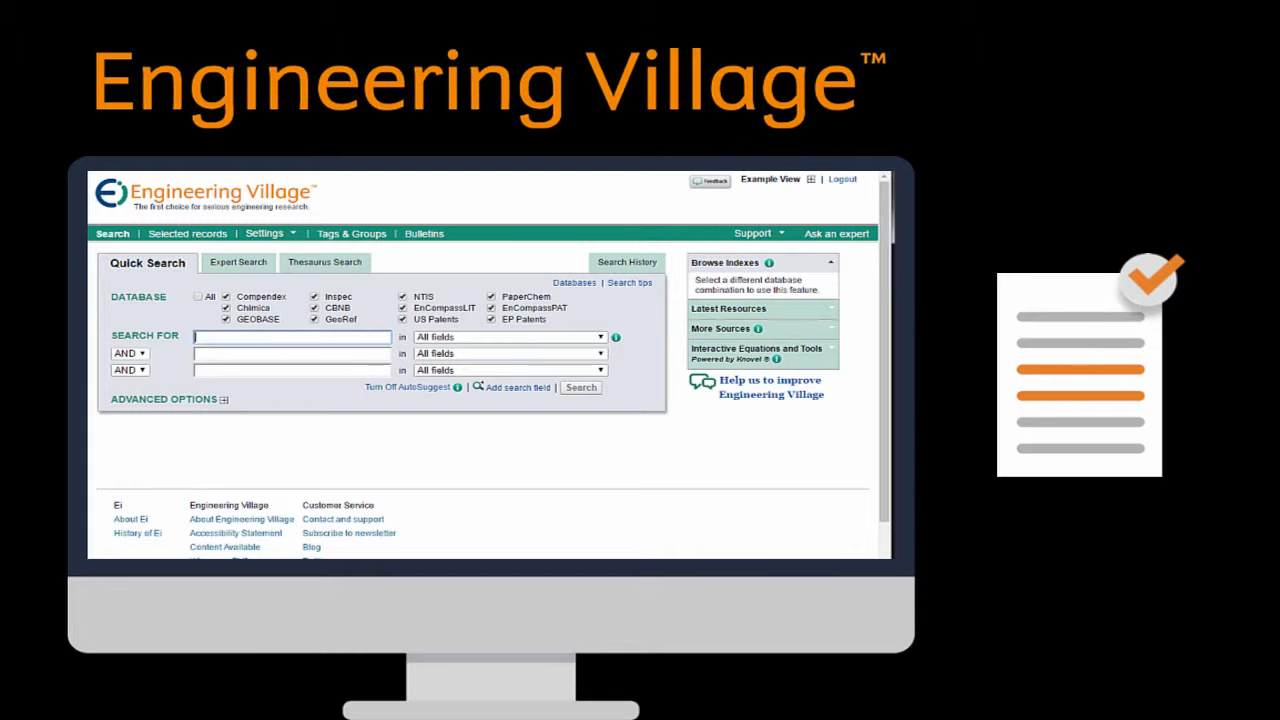 Engineering Village™
Ei Engineering Village™
The first choice for serious engineering research.
Feedback
Example View | Logout
Search Selected records Settings Tags & Groups Bulletins Support Ask an expert
Quick Search Expert Search Thesaurus Search Search History
Databases | Search tips
DATABASE All Compendex Inspec NTIS PaperChem
Chimica CBNB EnCompassLIT EnCompassPAT
GEOBASE GeoRef US Patents EP Patents
SEARCH FOR in All fields
AND in All fields
AND in All fields
Turn Off AutoSuggest | Add search field | Search
ADVANCED OPTIONS
Browse Indexes
Select a different database
combination to use this feature.
Latest Resources
More Sources
Interactive Equations and Tools
Powered by Knovel ®
Help us to improve
Engineering Village
Ei Engineering Village Customer Service
About Ei About Engineering Village Contact and support
History of Ei Accessibility Statement Subscribe to newsletter
Content Available Blog